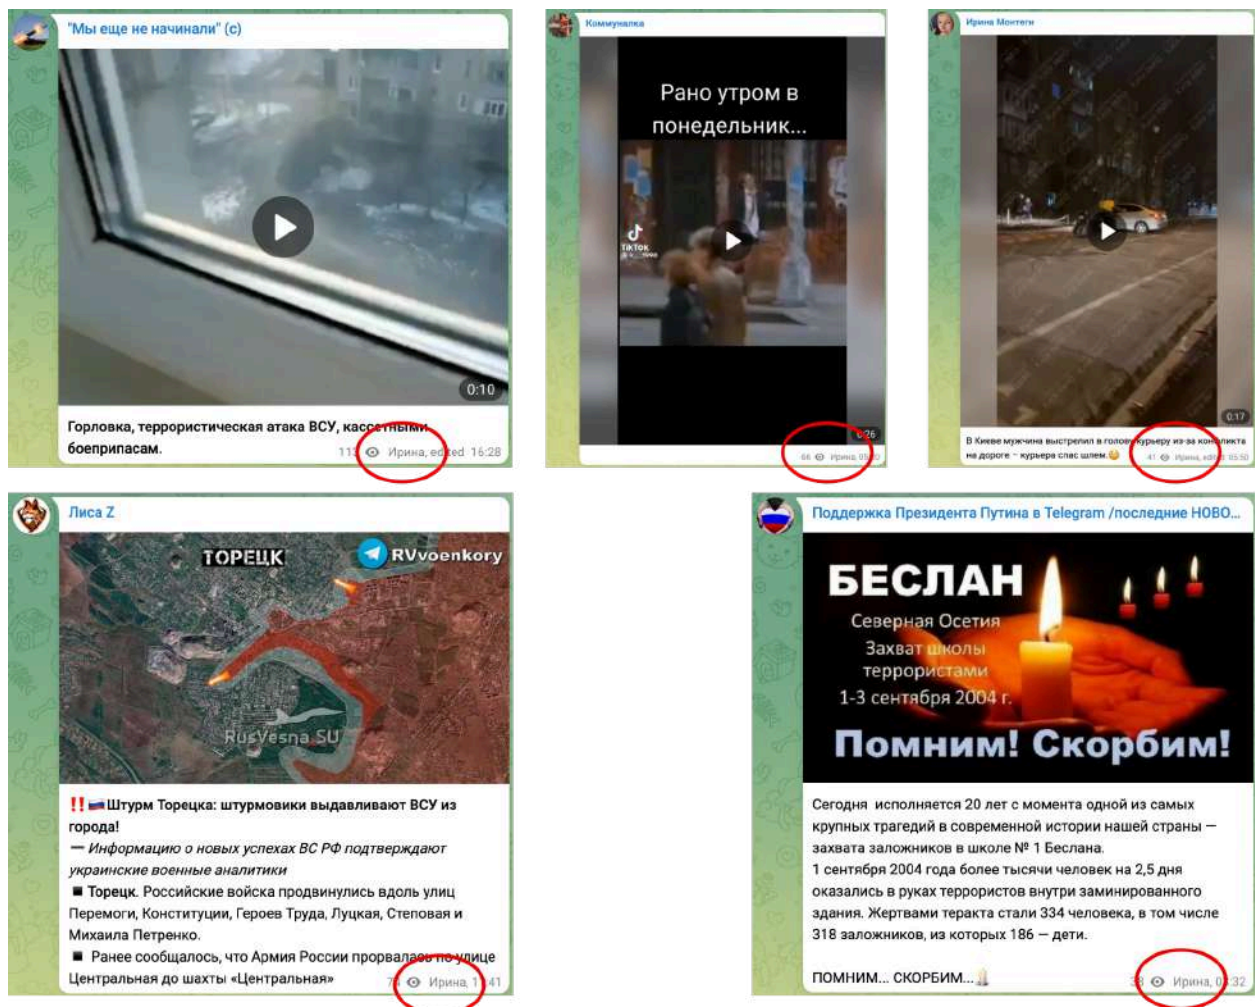 "Мы еще не начинали" (с)
0:10
Горловка, террористическая атака ВСУ, кассетными
боеприпасам.
Ирина, edited 16:28
Коммуналка
Рано утром в
понедельник...
TikTok
66 Ирина,
Ирина Монтеги
0:17
В Киеве мужчина выстрелил в голову курьеру из-за конфликта
на дороге – курьера спас шлем.
41 Ирина, edited 05:50
Лиса Z
ТОРЕЦК
RVvoenkory
RusVesna.SU
Штурм Торецка: штурмовики выдавливают ВСУ из
города!
— Информацию о новых успехах ВС РФ подтверждают
украинские военные аналитики
■ Торецк. Российские войска продвинулись вдоль улиц
Перемоги, Конституции, Героев Труда, Луцкая, Степовая и
Михаила Петренко.
■ Ранее сообщалось, что Армия России прорвалась по улице
Центральная до шахты «Центральная»
Ирина,
Поддержка Президента Путина в Telegram /последние НОВО...
БЕСЛАН
Северная Осетия
Захват школы
террористами
1-3 сентября 2004 г.
Помним! Скорбим!
Сегодня исполняется 20 лет с момента одной из самых
крупных трагедий в современной истории нашей страны —
захвата заложников в школе № 1 Беслана.
1 сентября 2004 года более тысячи человек на 2,5 дня
оказались в руках террористов внутри заминированного
здания. Жертвами теракта стали 334 человека, в том числе
318 заложников, из которых 186 — дети.
ПОМНИМ... СКОРБИМ...
Ирина,